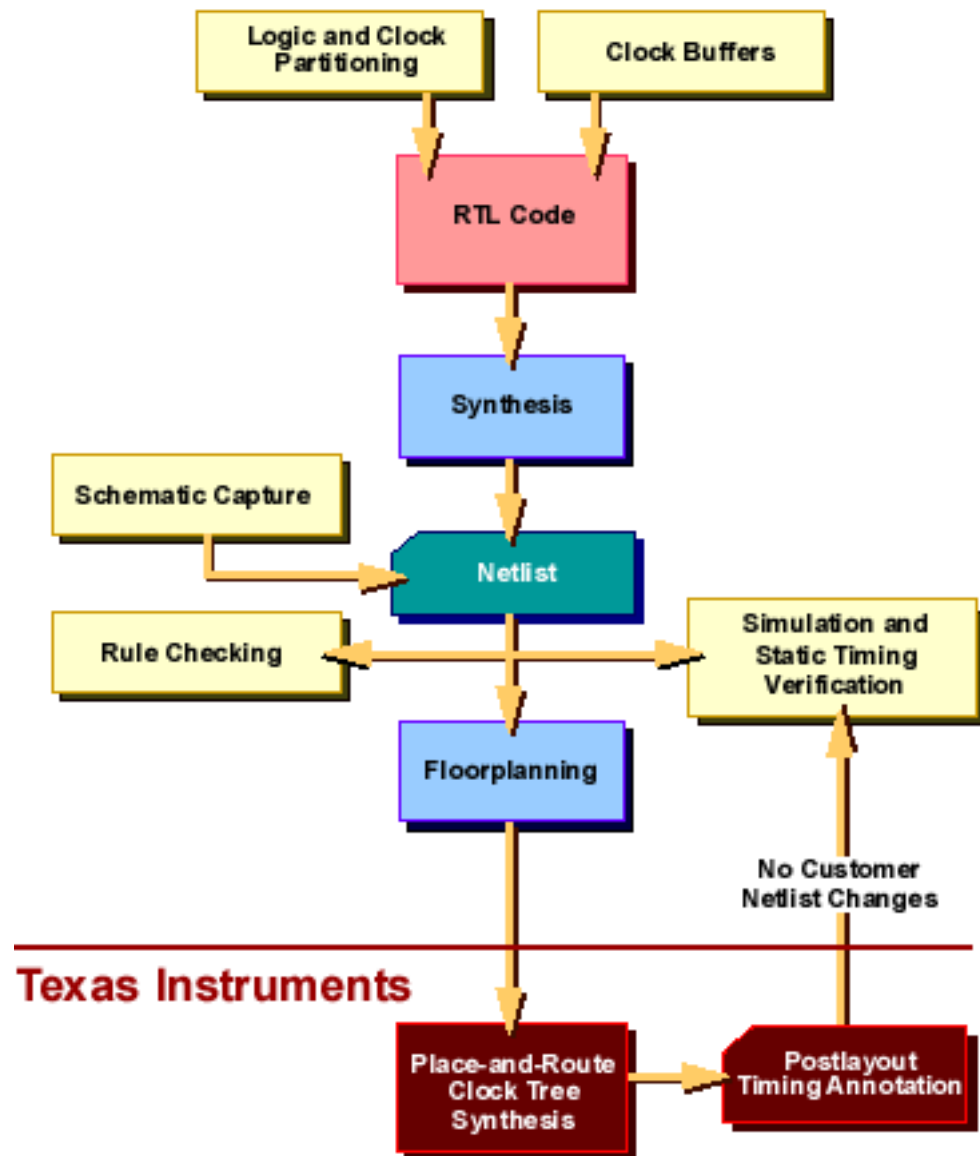 Logic and Clock
Partitioning
Clock Buffers
RTL Code
Synthesis
Schematic Capture
Netlist
Rule Checking
Simulation and
Static Timing
Verification
Floorplanning
No Customer
Netlist Changes
Texas Instruments
Place-and-Route
Clock Tree
Synthesis
Postlayout
Timing Annotation